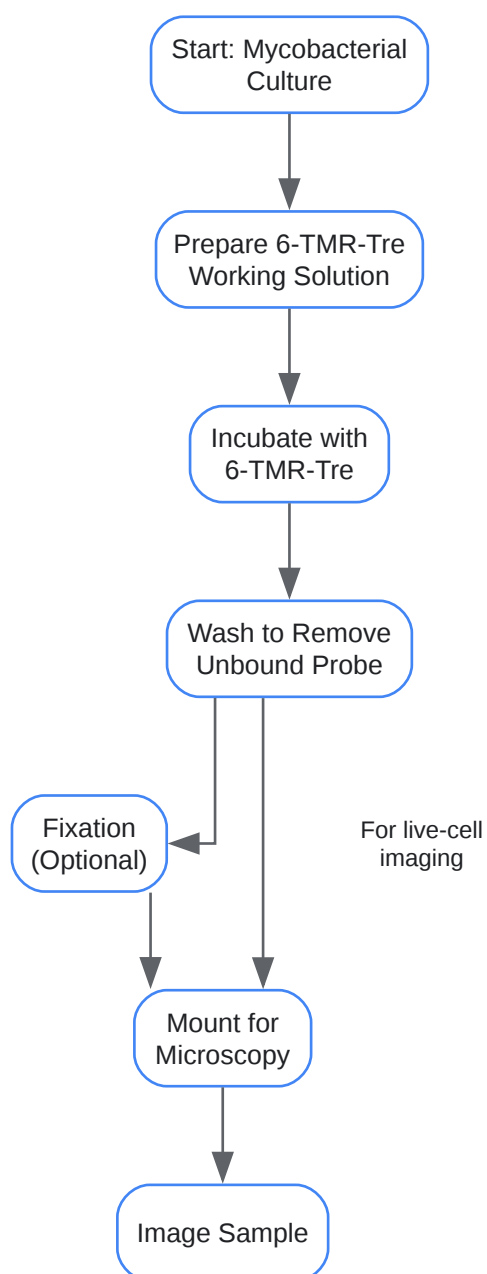 Start: Mycobacterial
Culture
Prepare 6-TMR-Tre
Working Solution
Incubate with
6-TMR-Tre
Wash to Remove
Unbound Probe
Fixation
(Optional)
For live-cell
imaging
Mount for
Microscopy
Image Sample